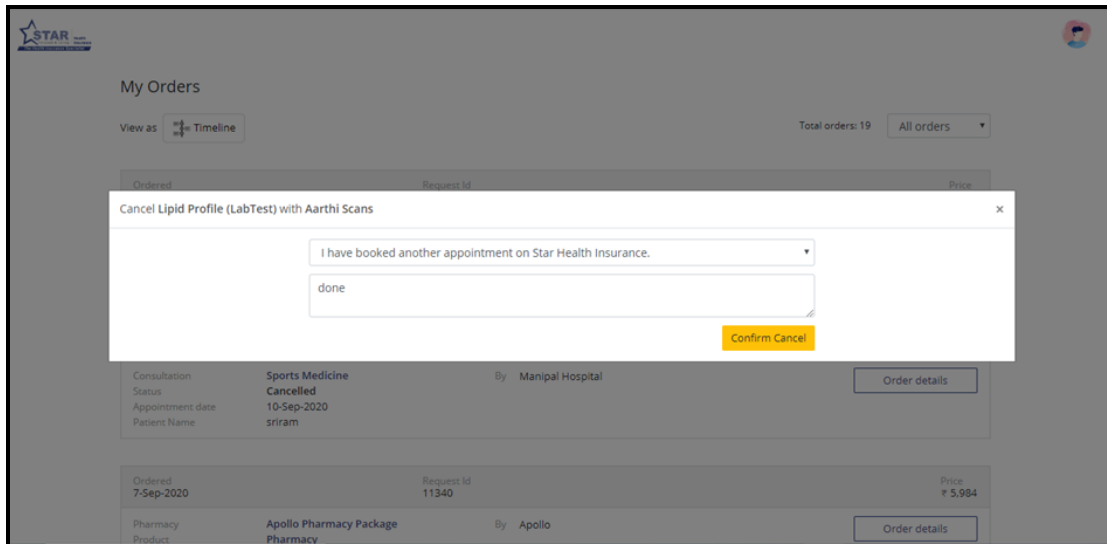 STAR Health Insurance
My Orders
View as Timeline Total orders: 19 All orders
Ordered Request Id Price
Cancel Lipid Profile (LabTest) with Aarthi Scans ×
I have booked another appointment on Star Health Insurance.
done
Confirm Cancel
Consultation Sports Medicine By Manipal Hospital Order details
Status Cancelled
Appointment date 10-Sep-2020
Patient Name sriram
Ordered Request Id Price
7-Sep-2020 11340 ₹ 5,984
Pharmacy Apollo Pharmacy Package By Apollo Order details
Product Pharmacy